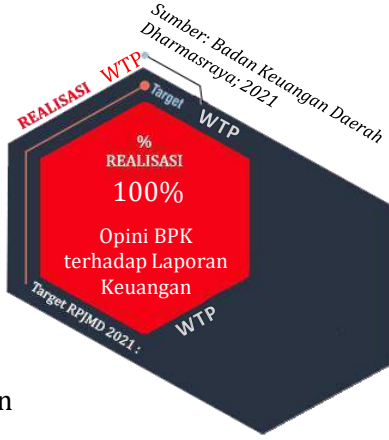 Sumber: Badan Keuangan Daerah
Dharmasraya, 2021
REALISASI WTP
Target
WTP
%
REALISASI
100%
Opini BPK
terhadap Laporan
Keuangan
Target RPJMD 2021 :
WTP
n